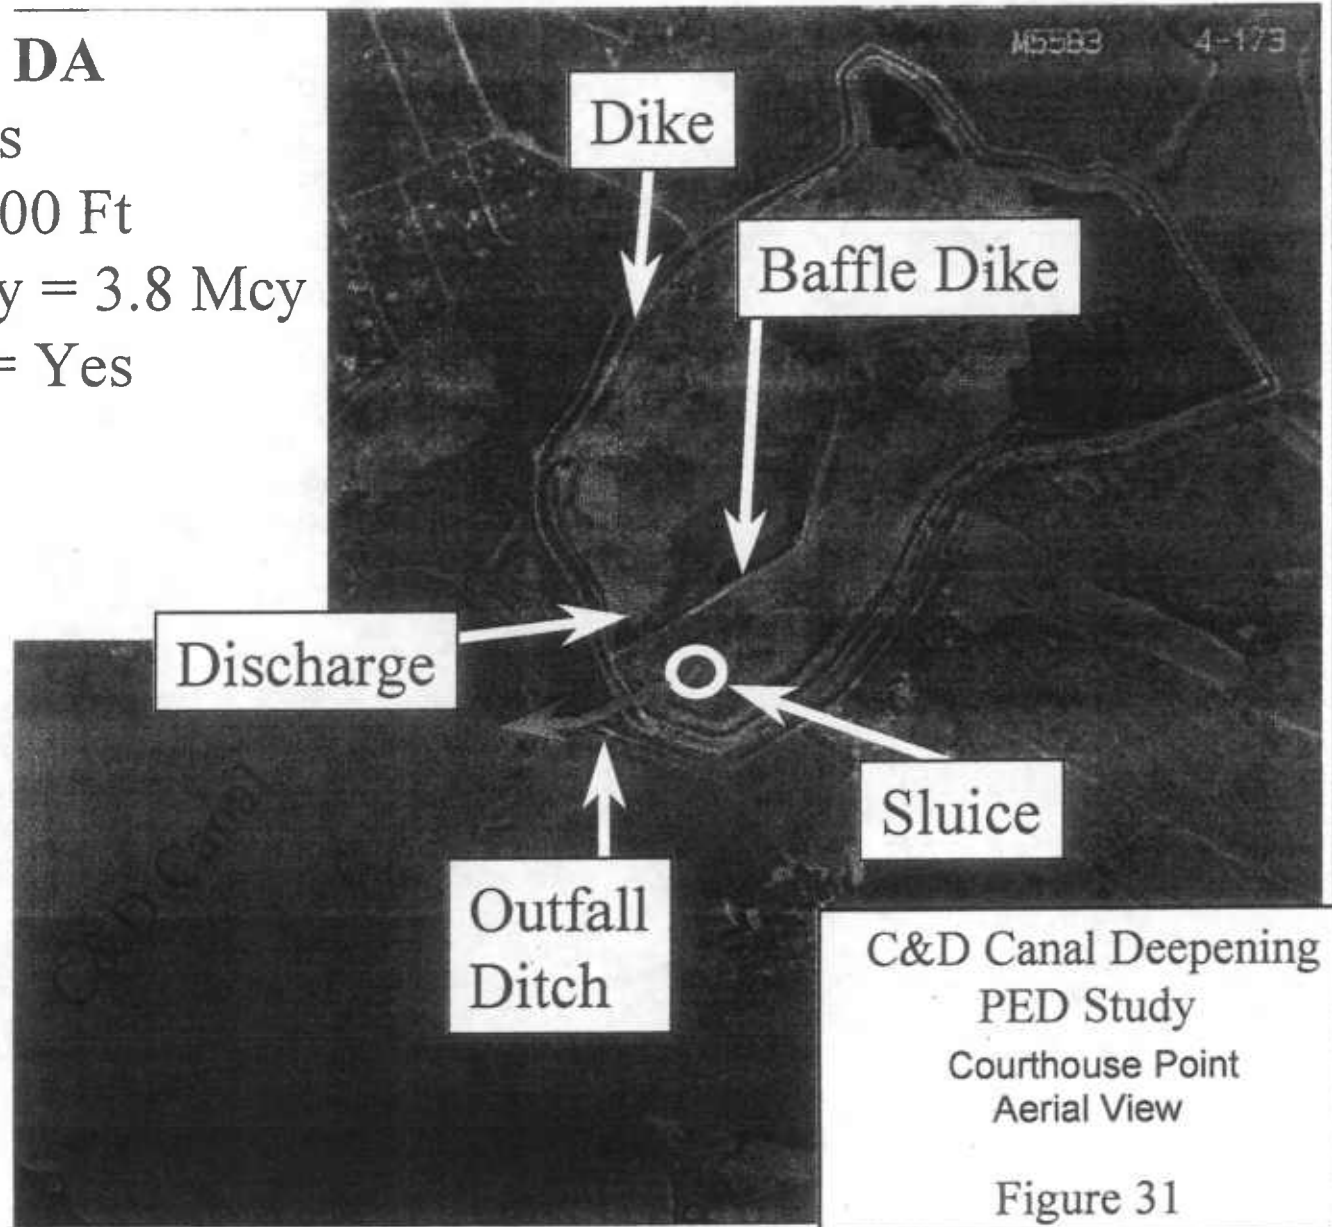 DA
s
00 Ft
y = 3.8 Mcy
= Yes
M5583 4-173
Dike
Baffle Dike
Discharge
Sluice
Outfall
Ditch
C&D Canal
C&D Canal Deepening
PED Study
Courthouse Point
Aerial View
Figure 31